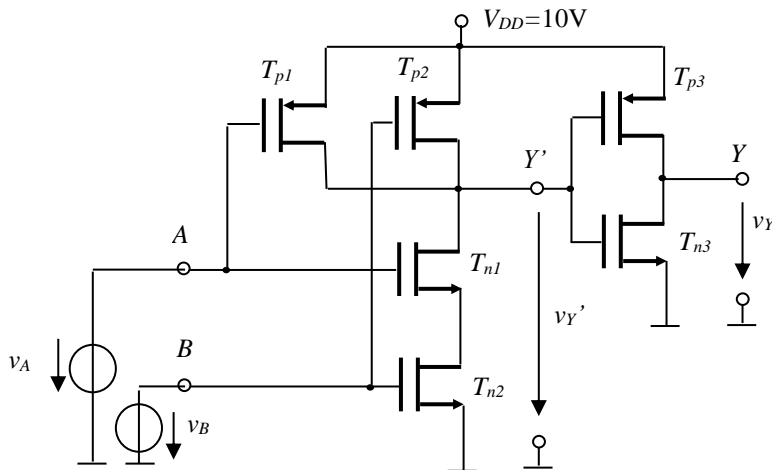 V_DD=10V
T_p1
T_p2
T_p3
Y'
Y
A
T_n1
T_n3
v_Y
v_Y'
v_A
B
T_n2
v_B